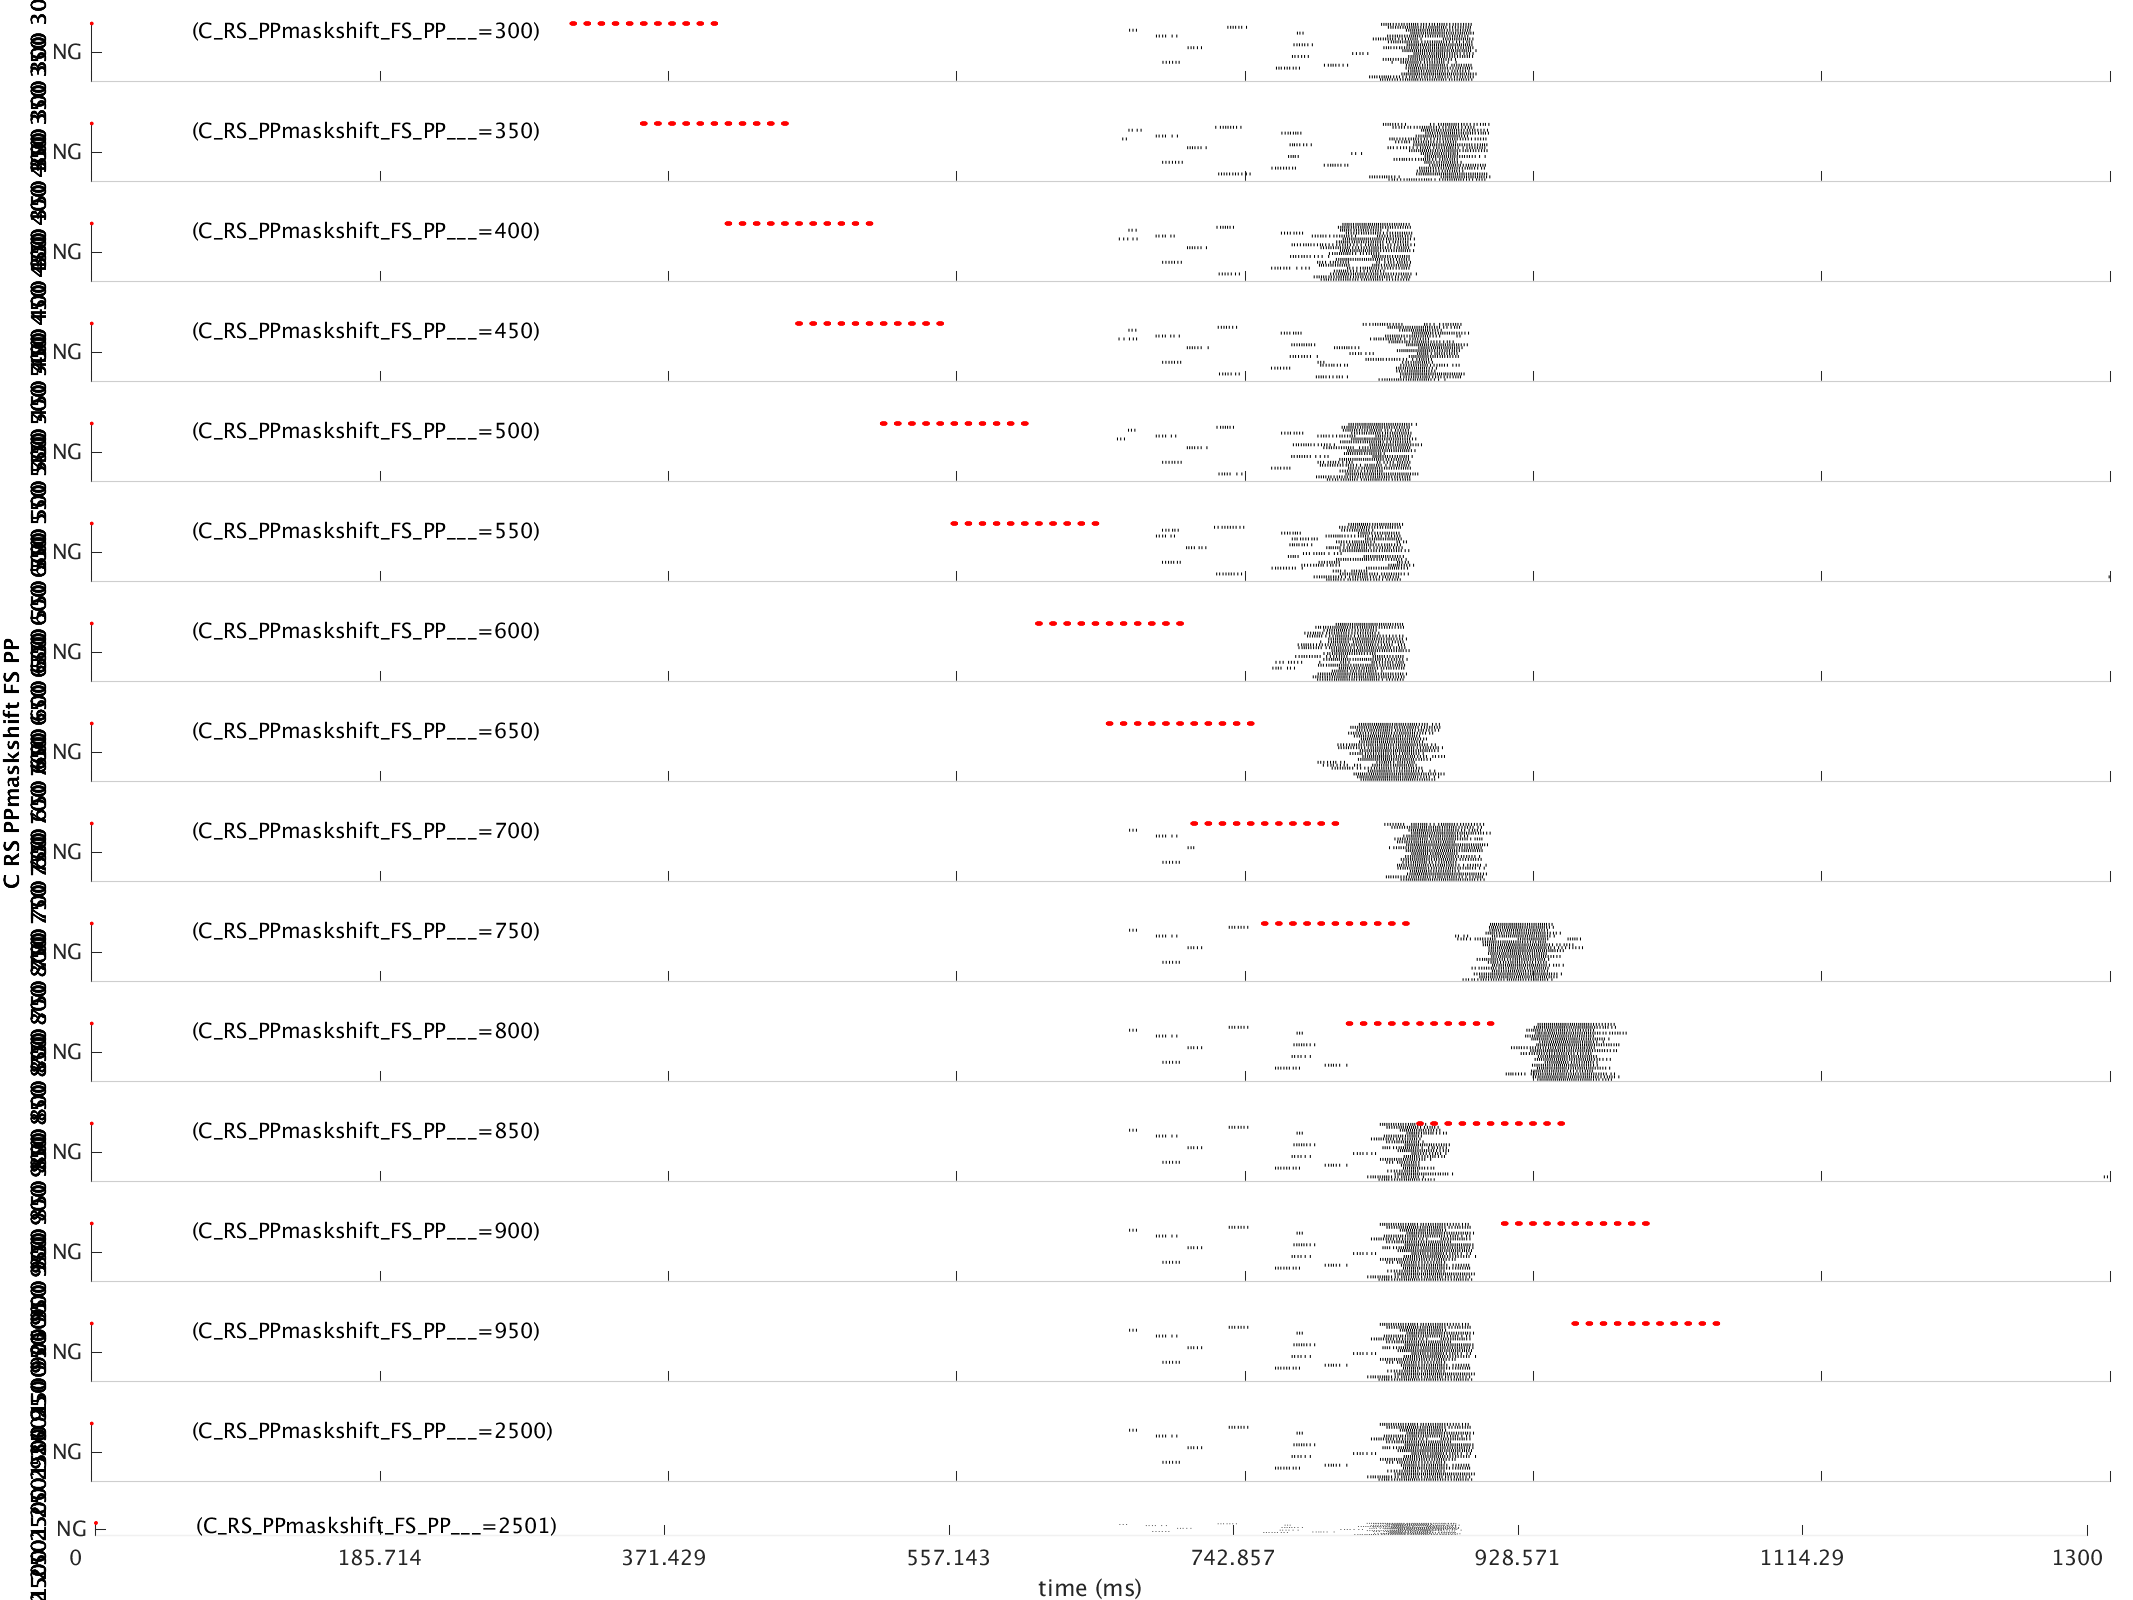 (C_RS_PPmaskshift_FS_PP___=300)
NG
(C_RS_PPmaskshift_FS_PP___=350)
NG
(C_RS_PPmaskshift_FS_PP___=400)
NG
(C_RS_PPmaskshift_FS_PP___=450)
NG
(C_RS_PPmaskshift_FS_PP___=500)
NG
(C_RS_PPmaskshift_FS_PP___=550)
NG
(C_RS_PPmaskshift_FS_PP___=600)
NG
C RS PPmaskshift FS PP
(C_RS_PPmaskshift_FS_PP___=650)
NG
(C_RS_PPmaskshift_FS_PP___=700)
NG
(C_RS_PPmaskshift_FS_PP___=750)
NG
(C_RS_PPmaskshift_FS_PP___=800)
NG
(C_RS_PPmaskshift_FS_PP___=850)
NG
(C_RS_PPmaskshift_FS_PP___=900)
NG
(C_RS_PPmaskshift_FS_PP___=950)
NG
(C_RS_PPmaskshift_FS_PP___=2500)
NG
NG (C_RS_PPmaskshift_FS_PP___=2501)
0 185.714 371.429 557.143 742.857 928.571 1114.29 1300
time (ms)